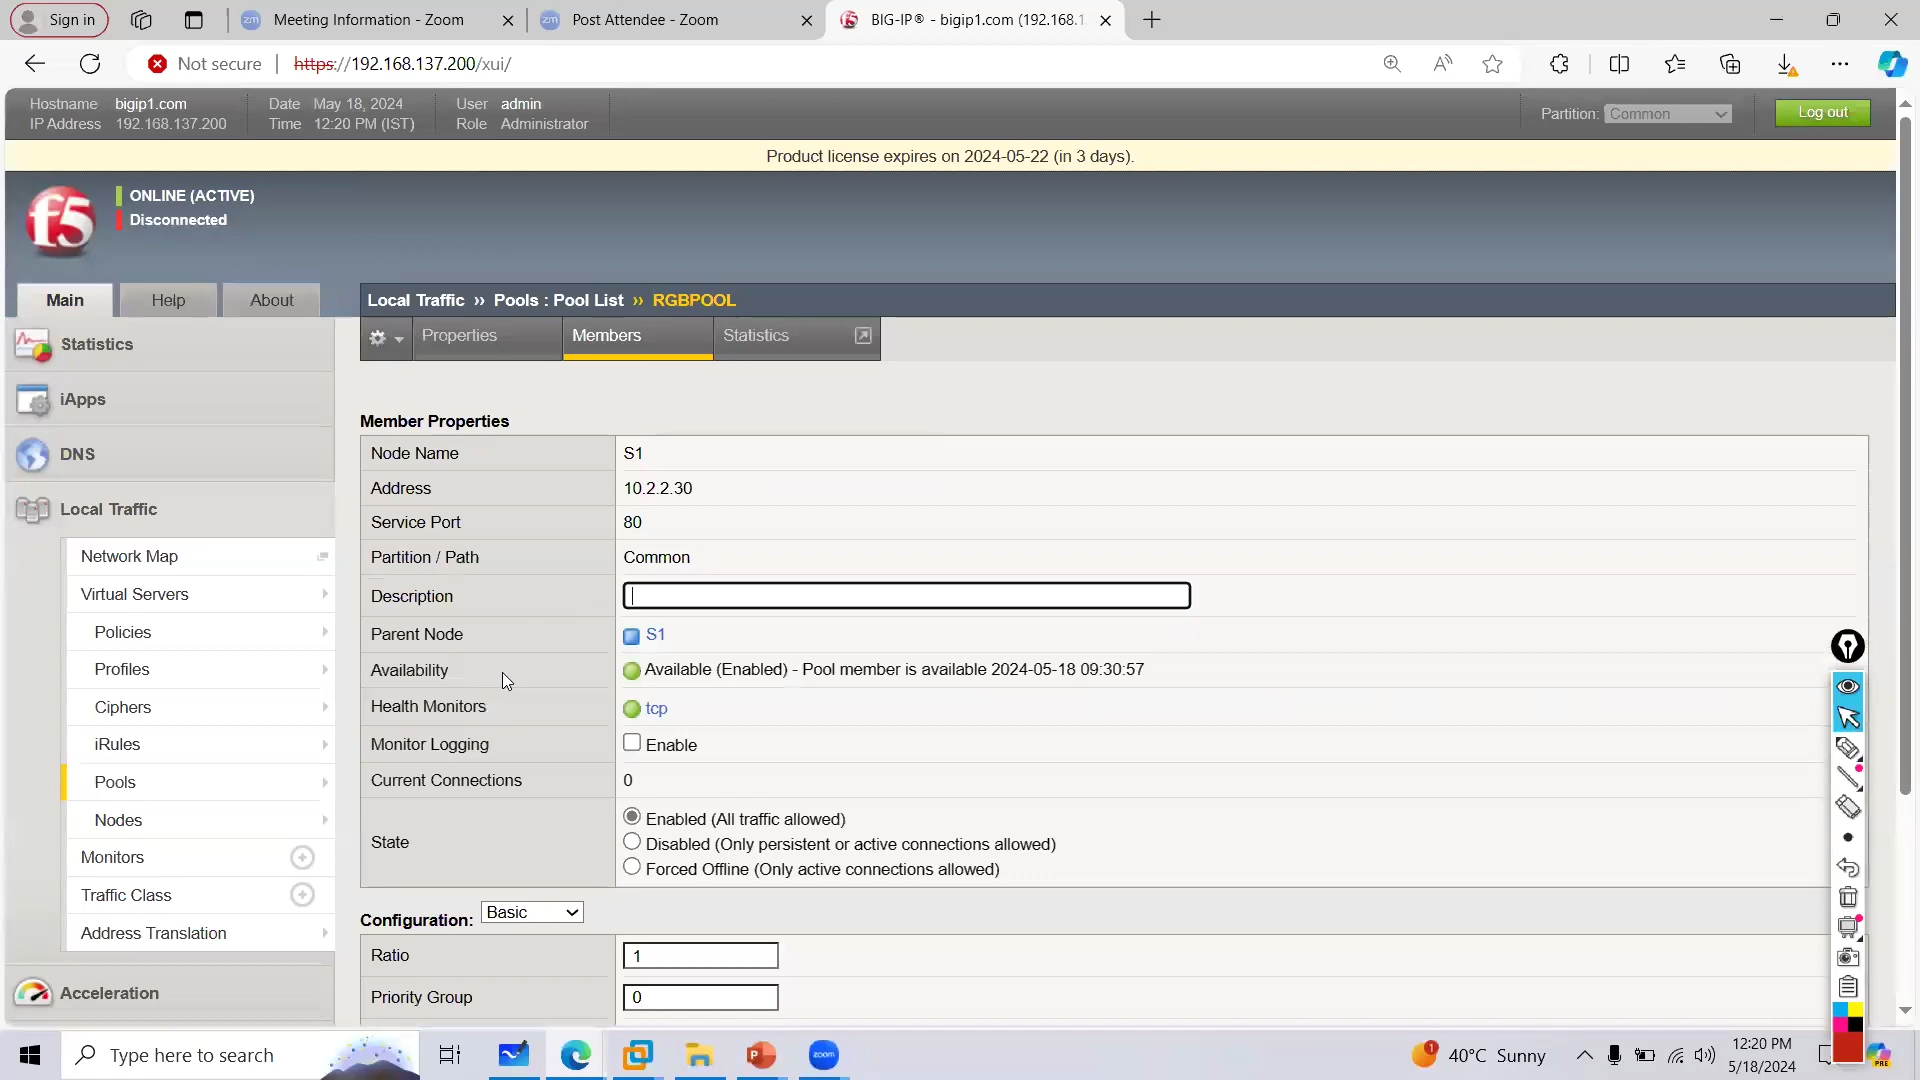 Sign in
Meeting Information - Zoom
Post Attendee - Zoom
BIG-IP® - bigip1.com (192.168.1
Not secure
https://192.168.137.200/xui/
Hostname bigip1.com
IP Address 192.168.137.200
Date May 18, 2024
Time 12:20 PM (IST)
User admin
Role Administrator
Partition: Common
Log out
Product license expires on 2024-05-22 (in 3 days).
f5
ONLINE (ACTIVE)
Disconnected
Main
Help
About
Local Traffic ›› Pools : Pool List ›› RGBPOOL
Properties
Members
Statistics
Statistics
iApps
DNS
Local Traffic
Network Map
Virtual Servers
Policies
Profiles
Ciphers
iRules
Pools
Nodes
Monitors
Traffic Class
Address Translation
Acceleration
Member Properties
Node Name S1
Address 10.2.2.30
Service Port 80
Partition / Path Common
Description
Parent Node S1
Availability Available (Enabled) - Pool member is available 2024-05-18 09:30:57
Health Monitors tcp
Monitor Logging Enable
Current Connections 0
State
Enabled (All traffic allowed)
Disabled (Only persistent or active connections allowed)
Forced Offline (Only active connections allowed)
Configuration: Basic
Ratio 1
Priority Group 0
Type here to search
zoom
1
40°C Sunny
12:20 PM
5/18/2024
PRE